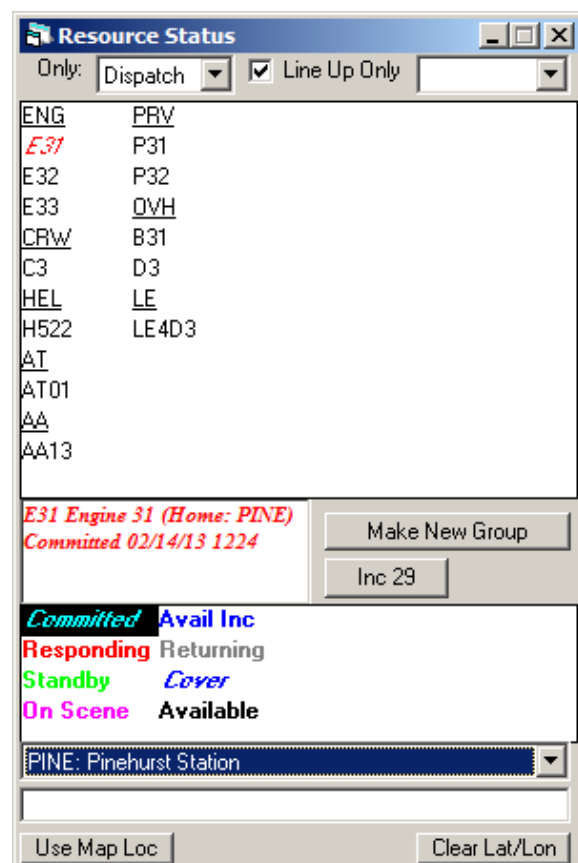 Resource Status
Only: Dispatch Line Up Only
ENG PRV
E31 P31
E32 P32
E33 OVH
CRW B31
C3 D3
HEL LE
H522 LE4D3
AT
AT01
AA
AA13
E31 Engine 31 (Home: PINE)
Committed 02/14/13 1224
Make New Group
Inc 29
Committed Avail Inc
Responding Returning
Standby Cover
On Scene Available
PINE: Pinehurst Station
Use Map Loc Clear Lat/Lon